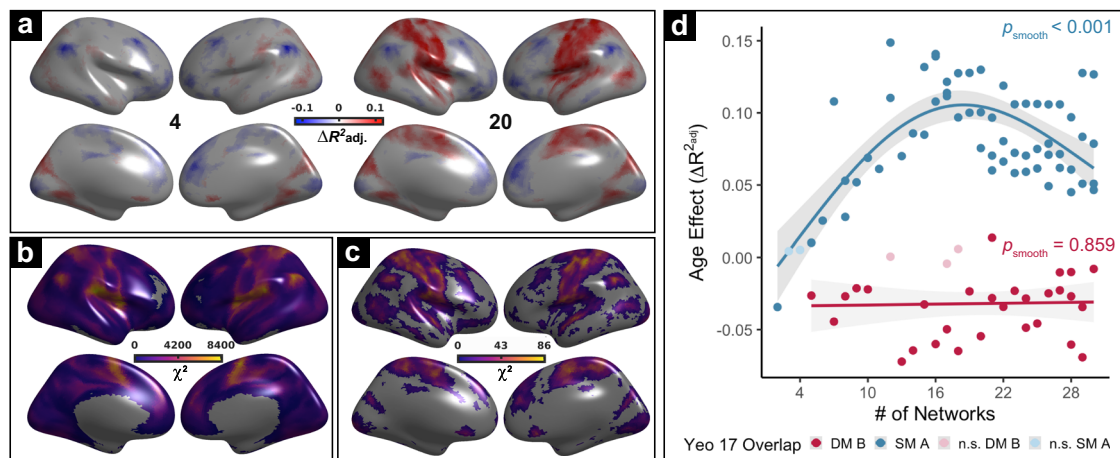 a
-0.1 0 0.1
4
ΔR²adj.
20
b
0 4200 8400
χ²
c
0 43 86
χ²
d
p smooth < 0.001
0.15
0.10
0.05
0.00
-0.05
Age Effect (ΔR²adj)
p smooth = 0.859
4 10 16 22 28
# of Networks
Yeo 17 Overlap DM B SM A n.s. DM B n.s. SM A